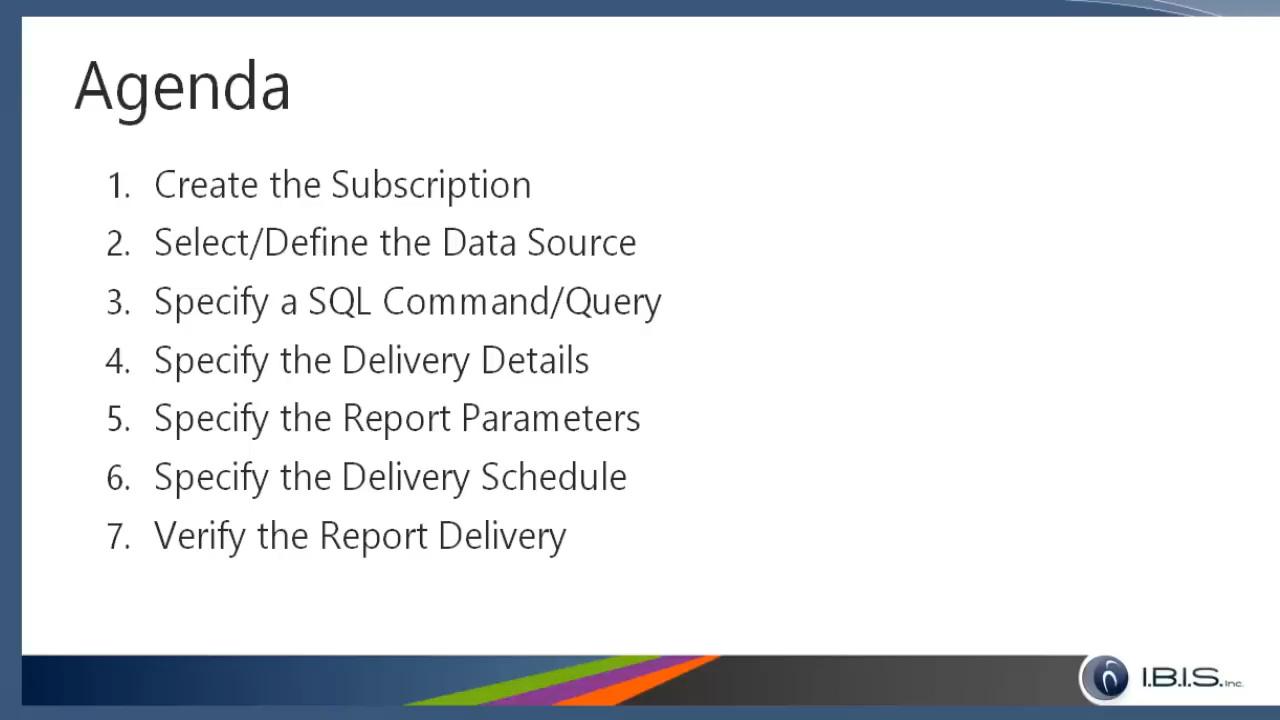 Agenda
1. Create the Subscription
2. Select/Define the Data Source
3. Specify a SQL Command/Query
4. Specify the Delivery Details
5. Specify the Report Parameters
6. Specify the Delivery Schedule
7. Verify the Report Delivery
I.B.I.S. Inc.